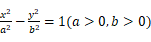 x²/a² − y²/b² = 1(a > 0, b > 0)